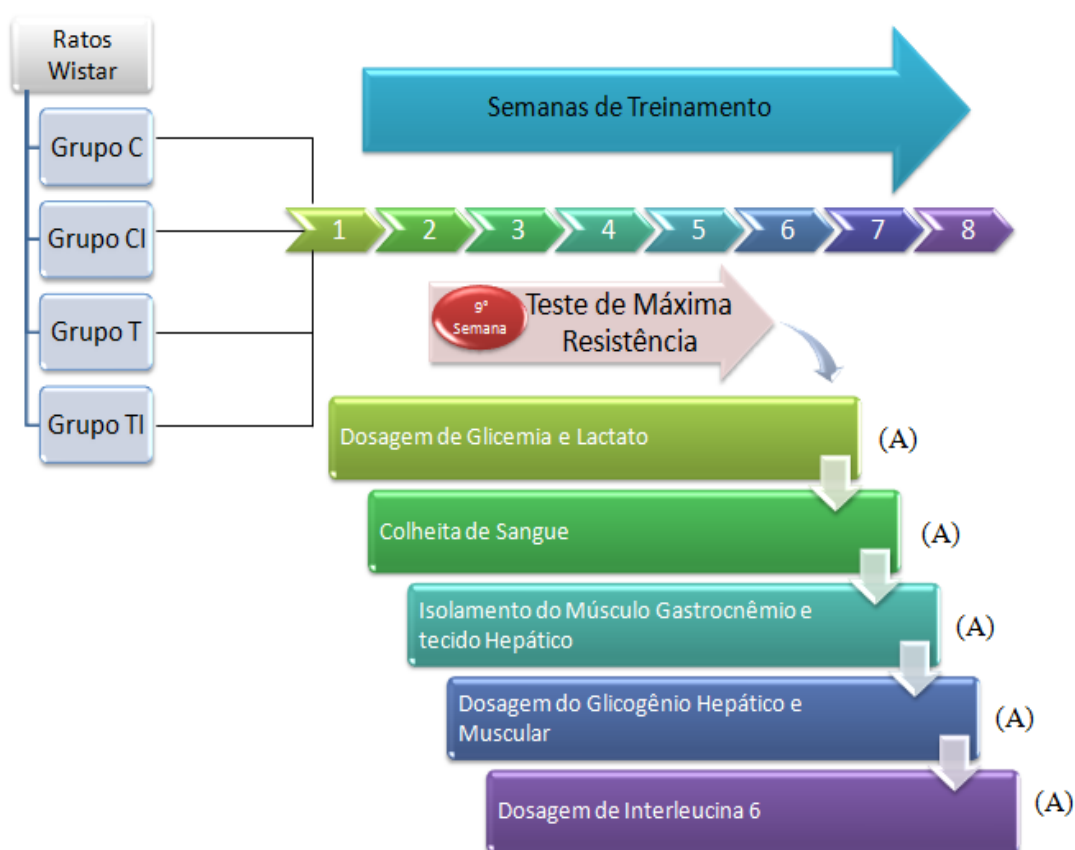 Ratos
Wistar
Grupo C
Grupo CI
Grupo T
Grupo TI
Semanas de Treinamento
1 2 3 4 5 6 7 8
9ª
Semana
Teste de Máxima
Resistência
Dosagem de Glicemia e Lactato
(A)
Colheita de Sangue
(A)
Isolamento do Músculo Gastrocnêmio e
tecido Hepático
(A)
Dosagem do Glicogênio Hepático e
Muscular
(A)
Dosagem de Interleucina 6
(A)